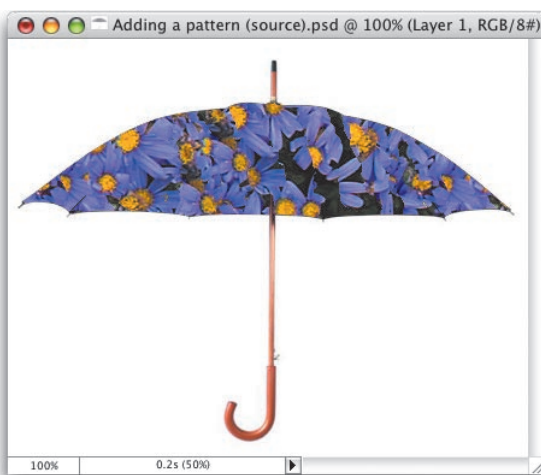 Adding a pattern (source).psd @ 100% (Layer 1, RGB/8#)
100%
0.2s (50%)